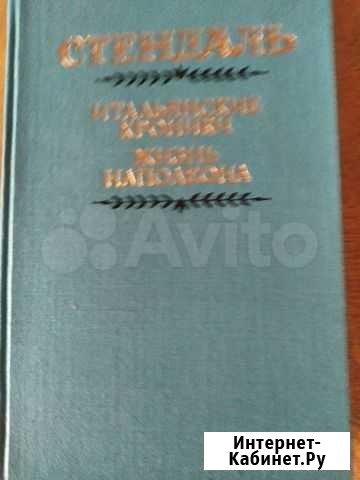 СТЕНДАЛЬ
ИТАЛЬЯНСКИЕ
ХРОНИКИ
ЖИЗНЬ
НАПОЛЕОНА
Avito
Интернет-
Кабинет.Ру